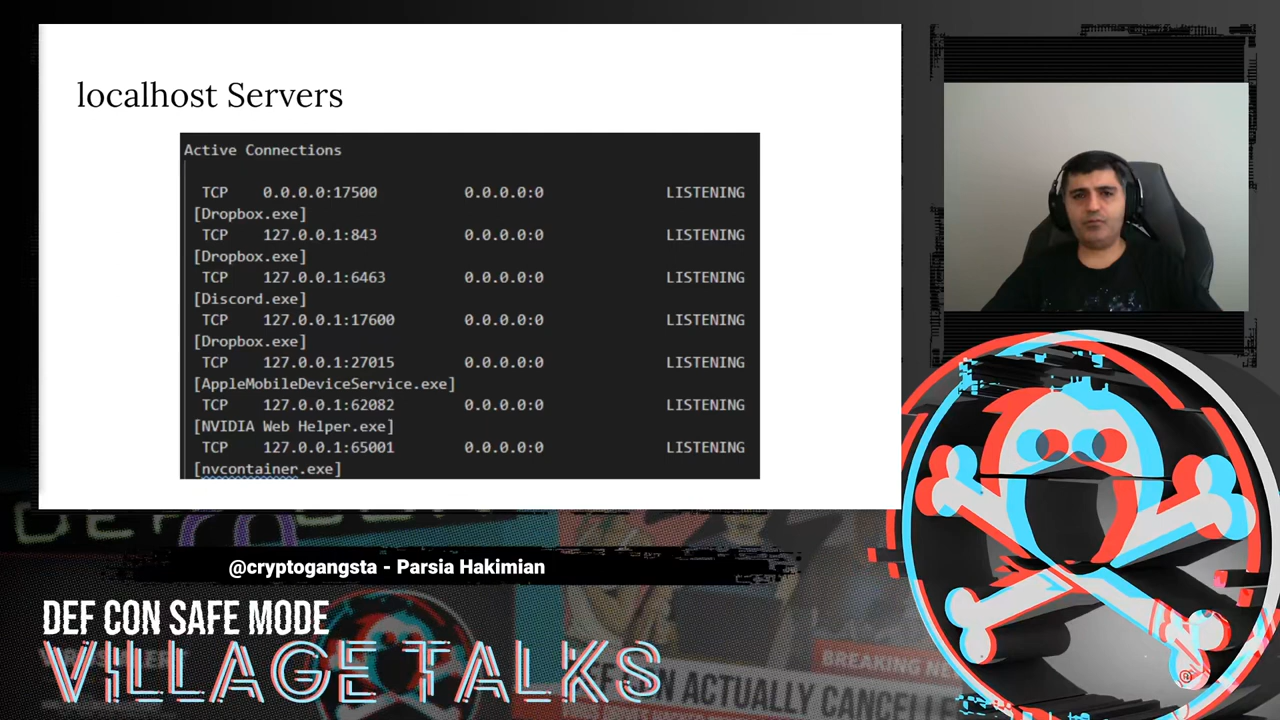 localhost Servers
Active Connections
TCP 0.0.0.0:17500 0.0.0.0:0 LISTENING
[Dropbox.exe]
TCP 127.0.0.1:843 0.0.0.0:0 LISTENING
[Dropbox.exe]
TCP 127.0.0.1:6463 0.0.0.0:0 LISTENING
[Discord.exe]
TCP 127.0.0.1:17600 0.0.0.0:0 LISTENING
[Dropbox.exe]
TCP 127.0.0.1:27015 0.0.0.0:0 LISTENING
[AppleMobileDeviceService.exe]
TCP 127.0.0.1:62082 0.0.0.0:0 LISTENING
[NVIDIA Web Helper.exe]
TCP 127.0.0.1:65001 0.0.0.0:0 LISTENING
[nvcontainer.exe]
@cryptogangsta - Parsia Hakimian
DEF CON SAFE MODE
VILLAGE TALKS
BREAKING NE
ACTUALLY CANCELLE
®